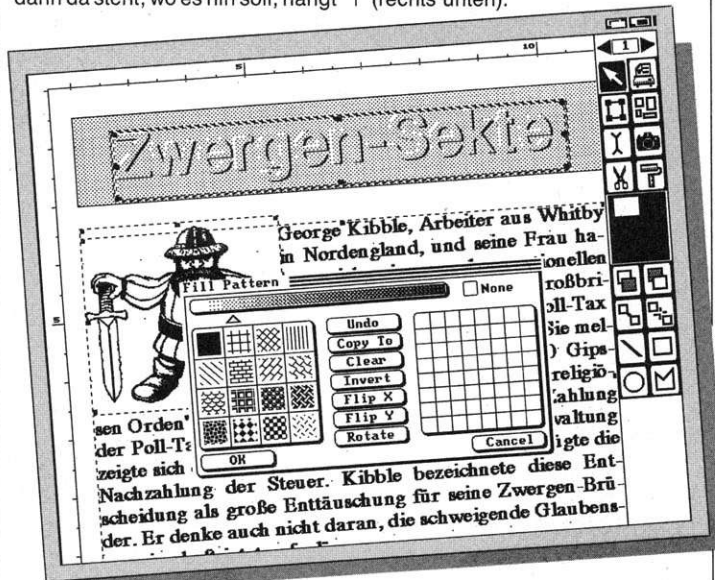 dann da steht, wo es hin soll, hängt (rechts unten).
1
5
10
Zwergen-Sekte
George Kibble, Arbeiter aus Whitby
in Nordengland, und seine Frau ha-
ionellen
roßbri-
oll-Tax
Sie mel-
) Gips-
religiö-
Zahlung
valtung
5
Fill Pattern
None
Undo
Copy To
Clear
Invert
Flip X
Flip Y
Rotate
OK
Cancel
sen Orden"
der Poll-Ta
igte die
zeigte sich
Nachzahlung der Steuer. Kibble bezeichnete diese Ent-
scheidung als große Enttäuschung für seine Zwergen-Brü-
der. Er denke auch nicht daran, die schweigende Glaubens-